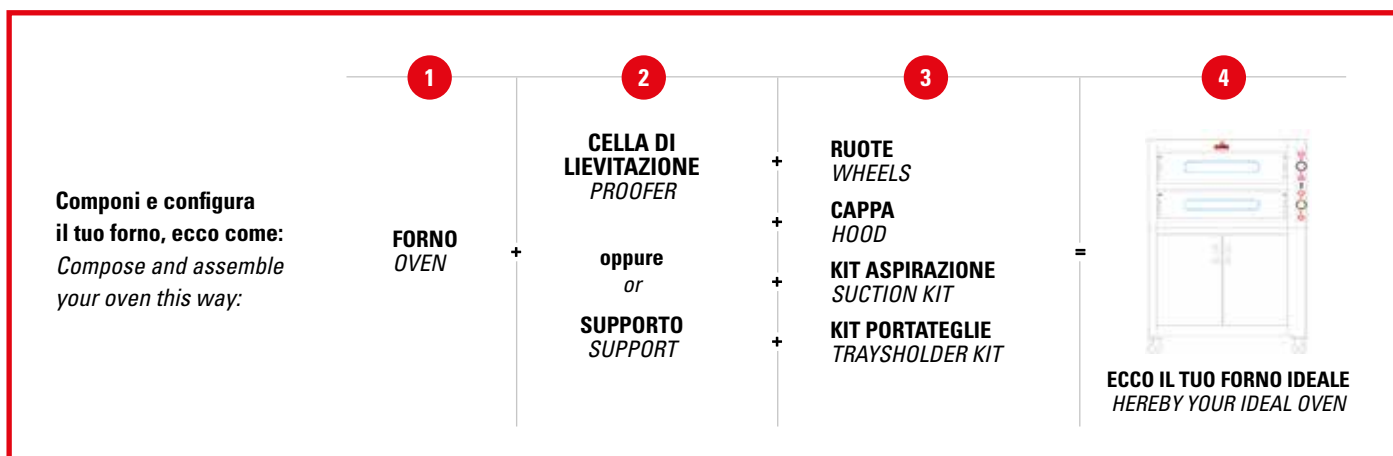 1
2
3
4
Componi e configura
il tuo forno, ecco come:
Compose and assemble
your oven this way:
FORNO
OVEN
+
CELLA DI
LIEVITAZIONE
PROOFER
oppure
or
SUPPORTO
SUPPORT
+
RUOTE
WHEELS
+
CAPPA
HOOD
+
KIT ASPIRAZIONE
SUCTION KIT
+
KIT PORTATEGLIE
TRAYSHOLDER KIT
=
ECCO IL TUO FORNO IDEALE
HEREBY YOUR IDEAL OVEN